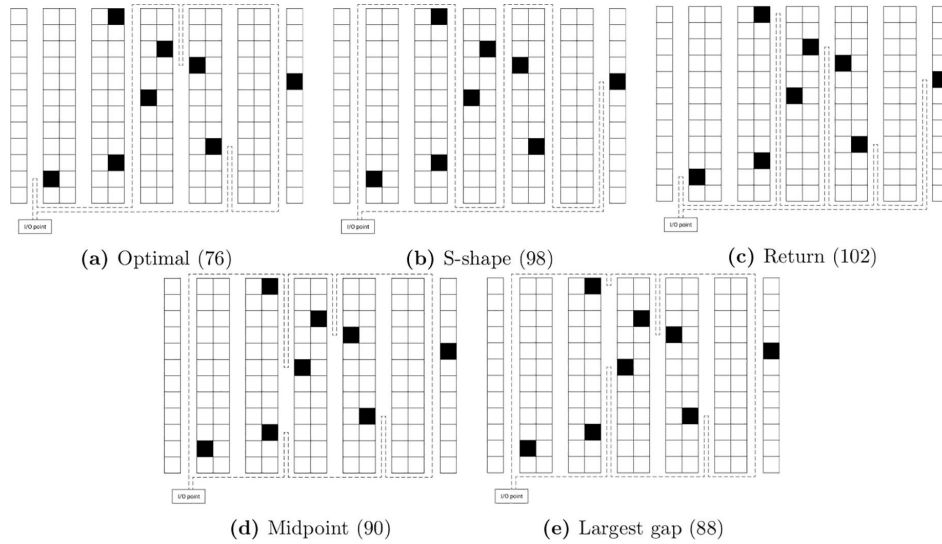 I/O point
I/O point
I/O point
(a) Optimal (76)
(b) S-shape (98)
(c) Return (102)
I/O point
I/O point
(d) Midpoint (90)
(e) Largest gap (88)